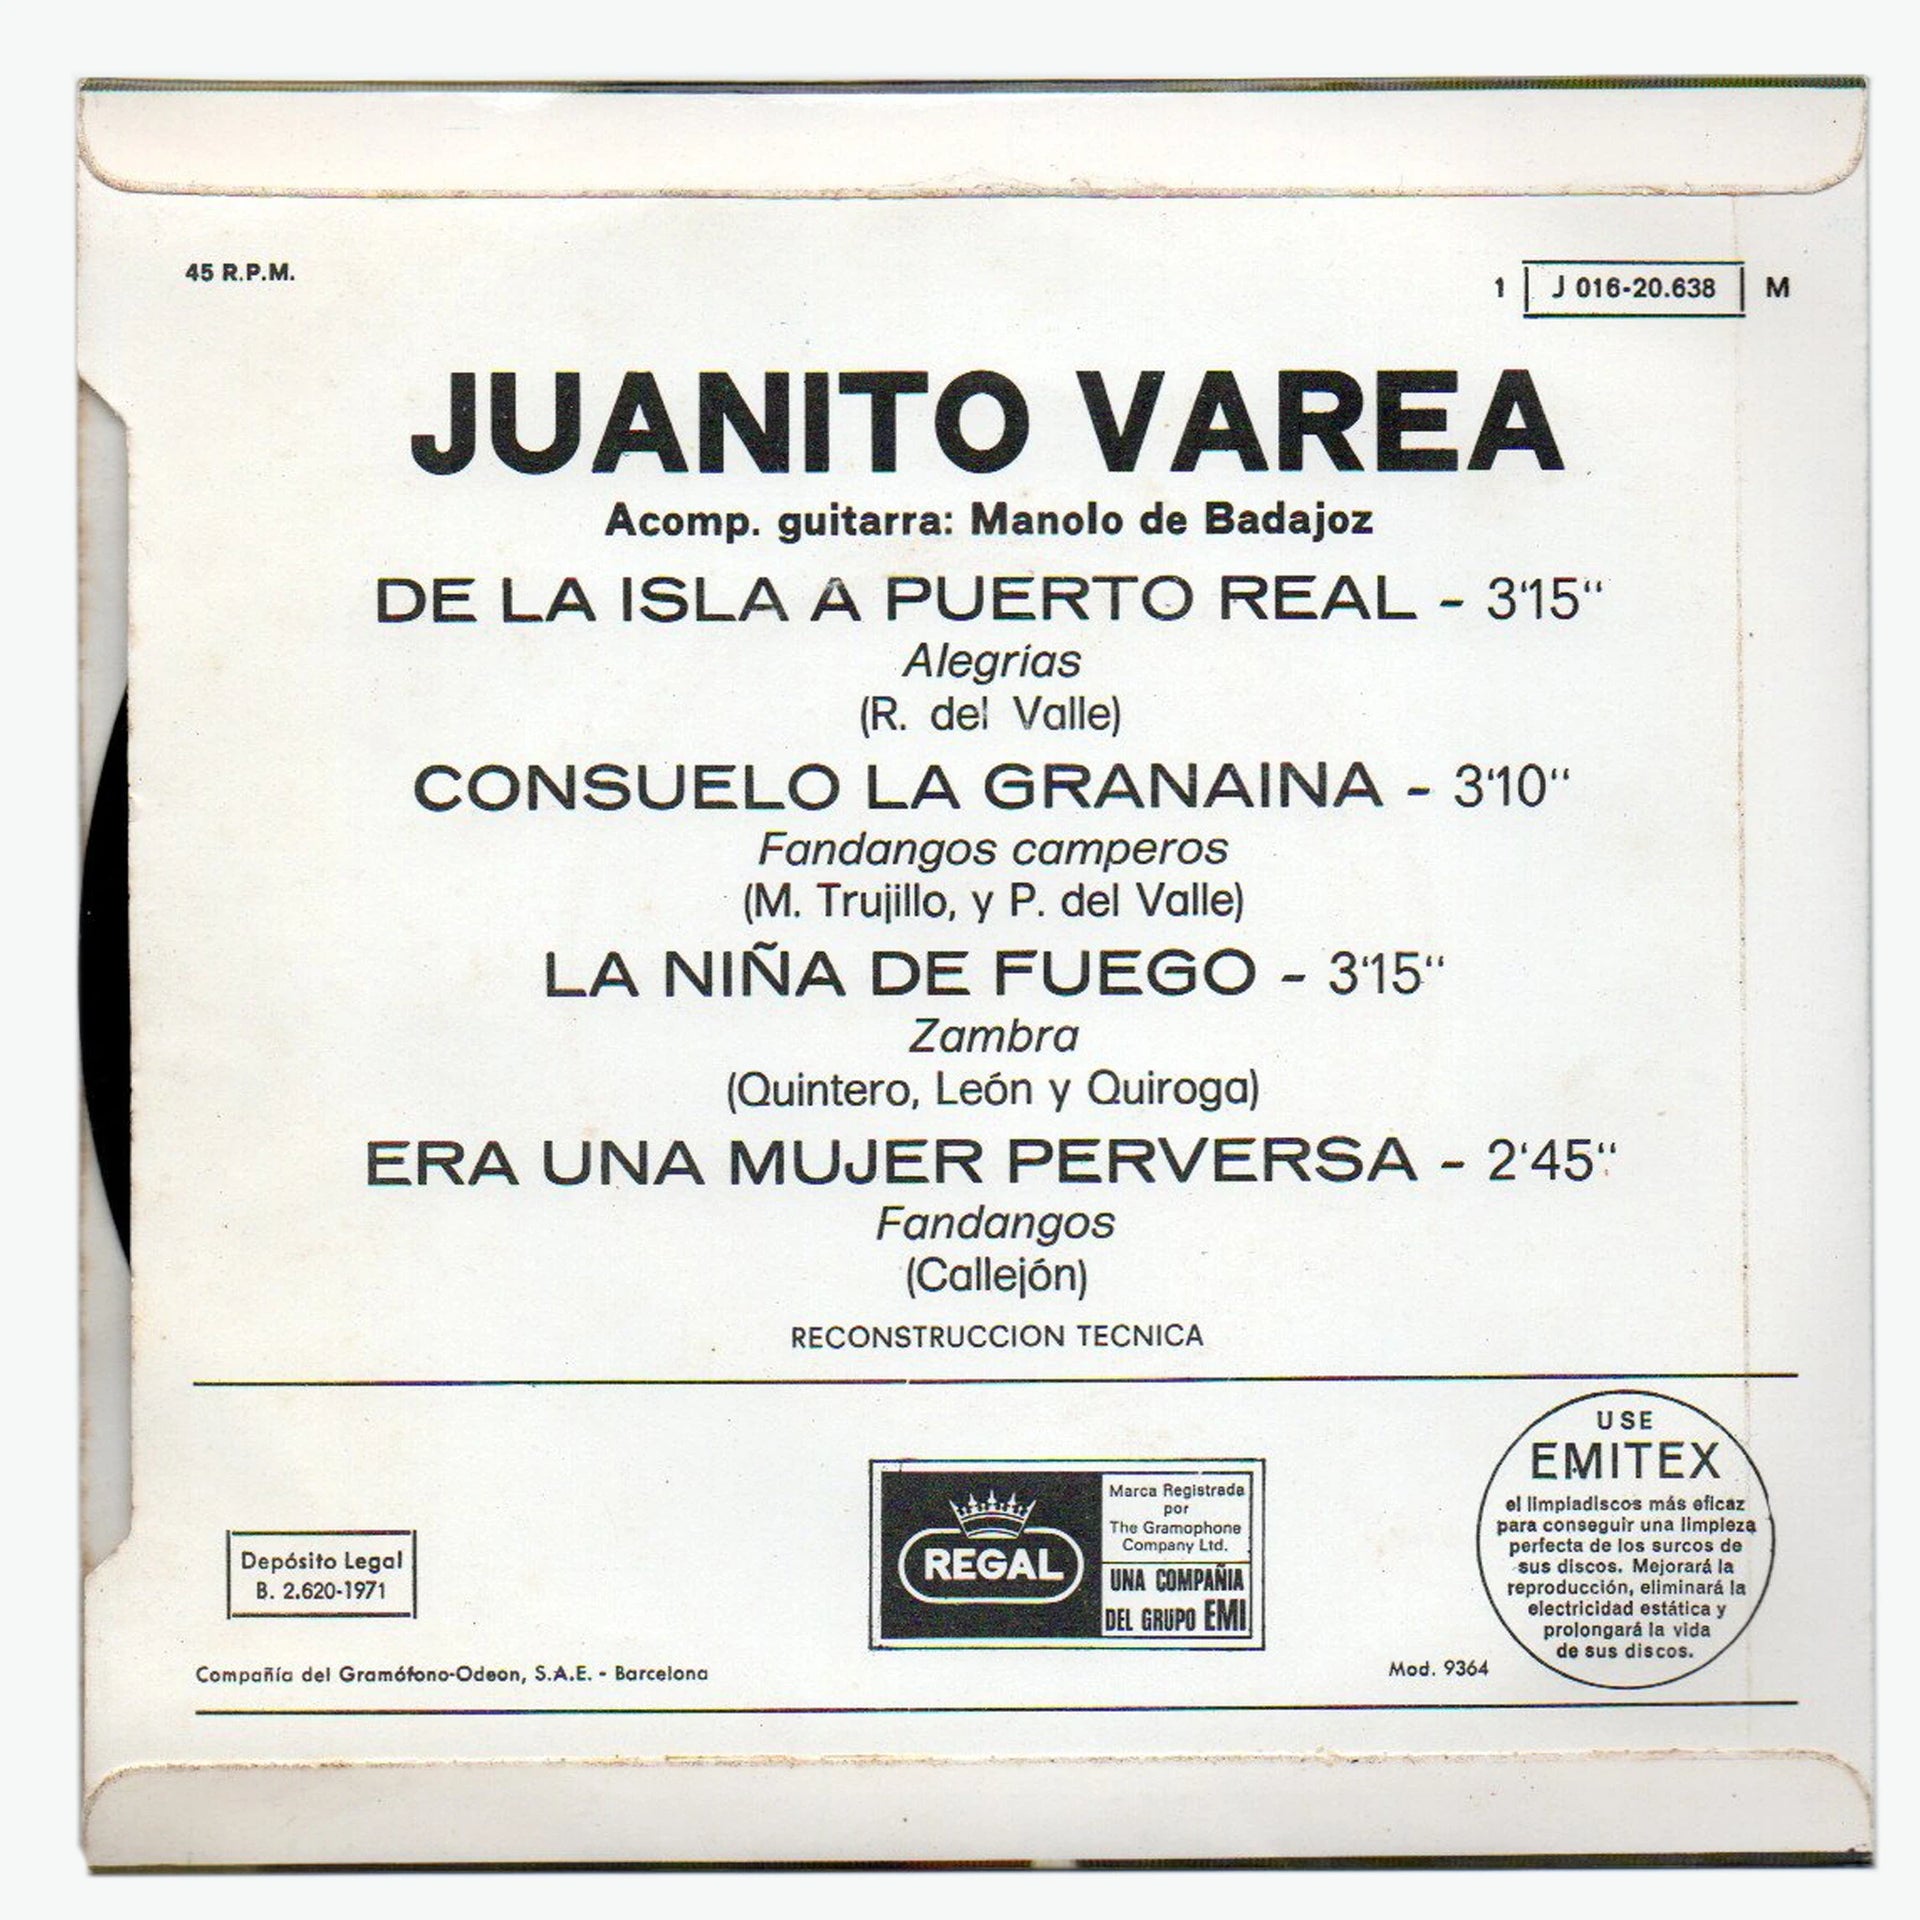 45 R.P.M.
1 J 016-20.638 M
JUANITO VAREA
Acomp. guitarra: Manolo de Badajoz
DE LA ISLA A PUERTO REAL - 3'15"
Alegrías
(R. del Valle)
CONSUELO LA GRANAINA - 3'10"
Fandangos camperos
(M. Trujillo, y P. del Valle)
LA NIÑA DE FUEGO - 3'15"
Zambra
(Quintero, León y Quiroga)
ERA UNA MUJER PERVERSA - 2'45"
Fandangos
(Callejón)
RECONSTRUCCION TECNICA
Depósito Legal
B. 2.620-1971
Compañía del Gramófono-Odeon, S.A.E. - Barcelona
REGAL
Marca Registrada
por
The Gramophone
Company Ltd.
UNA COMPAÑIA
DEL GRUPO EMI
Mod. 9364
USE
EMITEX
el limpiadiscos más eficaz
para conseguir una limpieza
perfecta de los surcos de
sus discos. Mejorará la
reproducción, eliminará la
electricidad estática y
prolongará la vida
de sus discos.